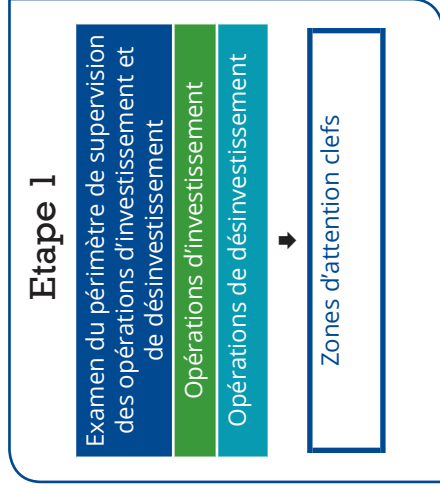 Etape 1
Examen du périmètre de supervision
des opérations d'investissement et
de désinvestissement
Opérations d'investissement
Opérations de désinvestissement
Zones d'attention clefs